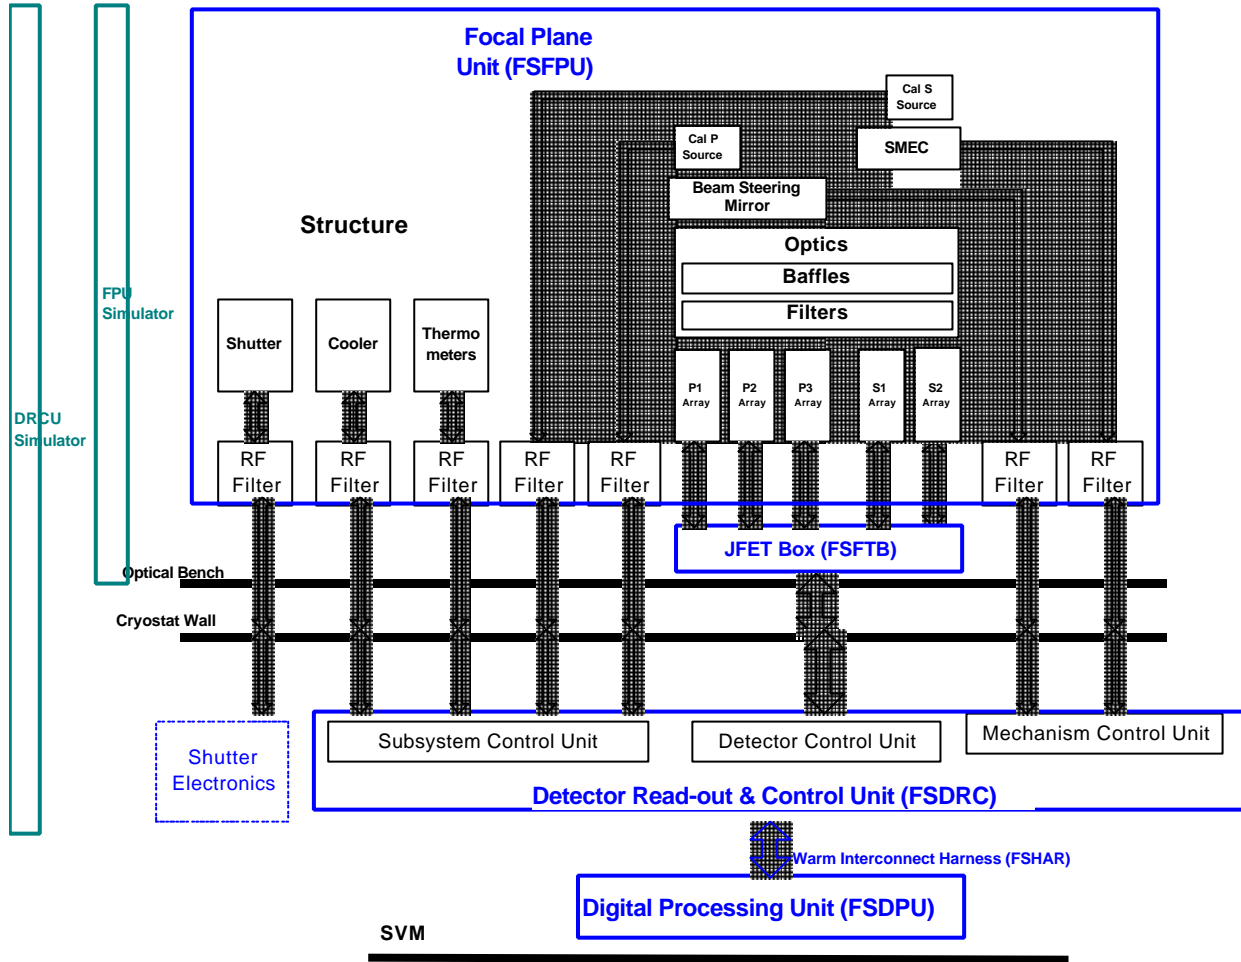 Focal Plane
Unit (FSFPU)
Cal S
Source
Cal P
Source
SMEC
Beam Steering
Mirror
Structure
Optics
Baffles
Filters
FPU
Simulator
Shutter
Cooler
Thermo
meters
P1
Array
P2
Array
P3
Array
S1
Array
S2
Array
DRCU
Simulator
RF
Filter
RF
Filter
RF
Filter
RF
Filter
RF
Filter
RF
Filter
RF
Filter
JFET Box (FSFTB)
Optical Bench
Cryostat Wall
Shutter
Electronics
Subsystem Control Unit
Detector Control Unit
Mechanism Control Unit
Detector Read-out & Control Unit (FSDRC)
Warm Interconnect Harness (FSHAR)
Digital Processing Unit (FSDPU)
SVM